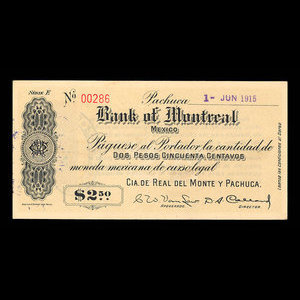 SERIE E
No 00286
Pachuca 1- JUN 1915
Bank of Montreal
MEXICO
Páguese al Portador la cantidad de
DOS PESOS CINCUENTA CENTAVOS
moneda mexicana de curso legal
CIA. DE REAL DEL MONTE Y PACHUCA.
$2.50
APODERADO
DIRECTOR